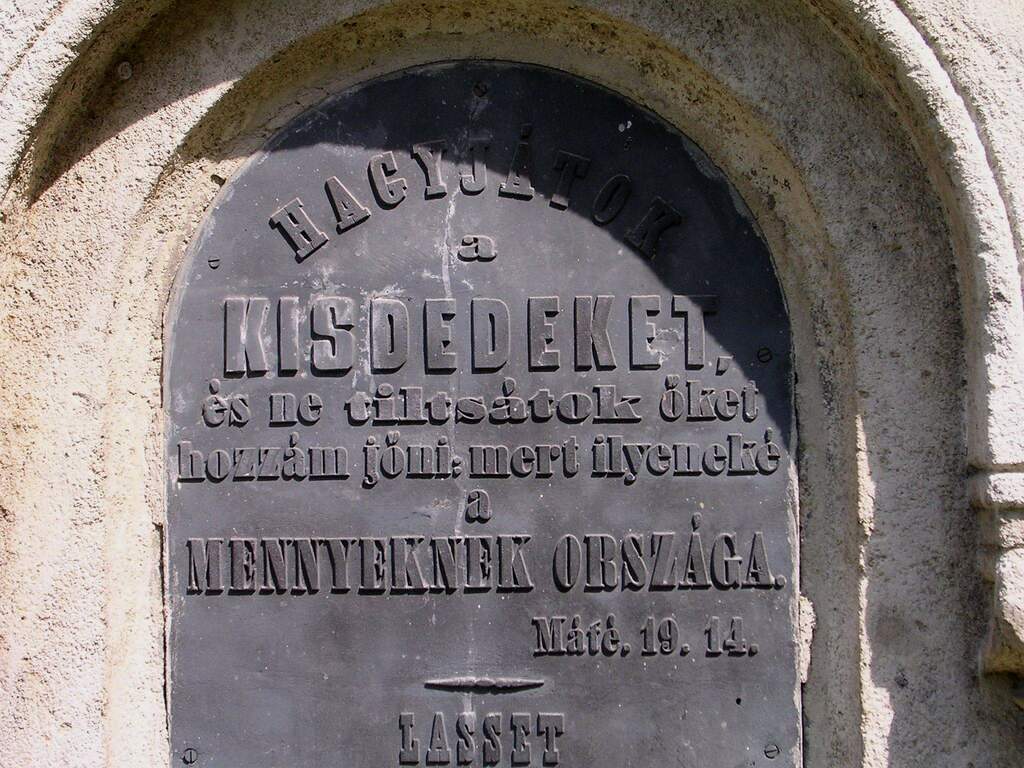 HAGYJÁTOK
a
KISDEDEKET,
és ne tiltsátok őket
hozzám jőni: mert ilyeneké
a
MENNYEKNEK ORSZÁGA.
Máté. 19. 14.
LASSET